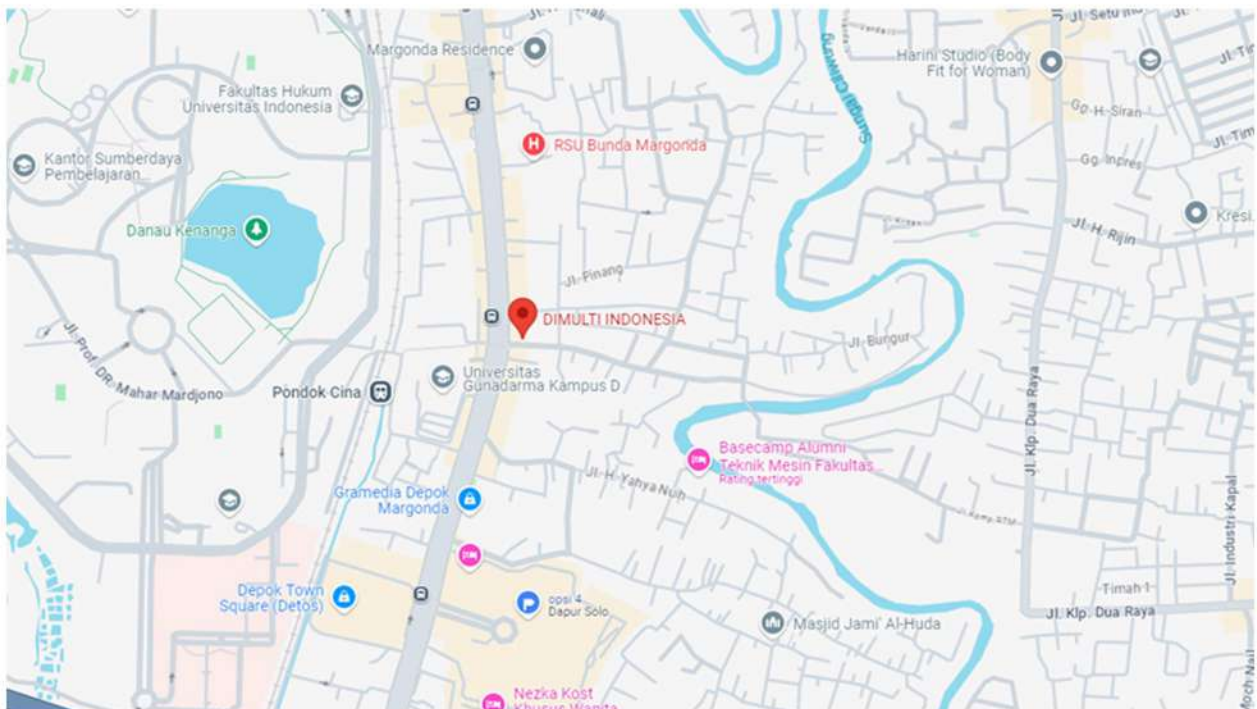 Margonda Residence
Harini Studio (Body
Fit for Woman)
Fakultas Hukum
Universitas Indonesia
Sungai Ciliwung
Gg. H. Siran
Kantor Sumberdaya
Pembelajaran...
RSU Bunda Margonda
Gg. Inpres
Kresi
Danau Kenanga
Jl. H. Rijin
Jl. Pinang
DIMULTI INDONESIA
Jl. Bungur
Jl. Prof. DR. Mahar Mardjono
Universitas
Gunadarma Kampus D
Pondok Cina
Jl. Klp. Dua Raya
Basecamp Alumni
Teknik Mesin Fakultas...
Rating tertinggi
Jl. H. Yahya Nuh
Gramedia Depok
Margonda
Jl. Industri Kapal
Depok Town
Square (Detos)
opsi 4
Dapur Solo
Timah 1
Jl. Klp. Dua Raya
Masjid Jami' Al-Huda
Nezka Kost
Khusus Wanita